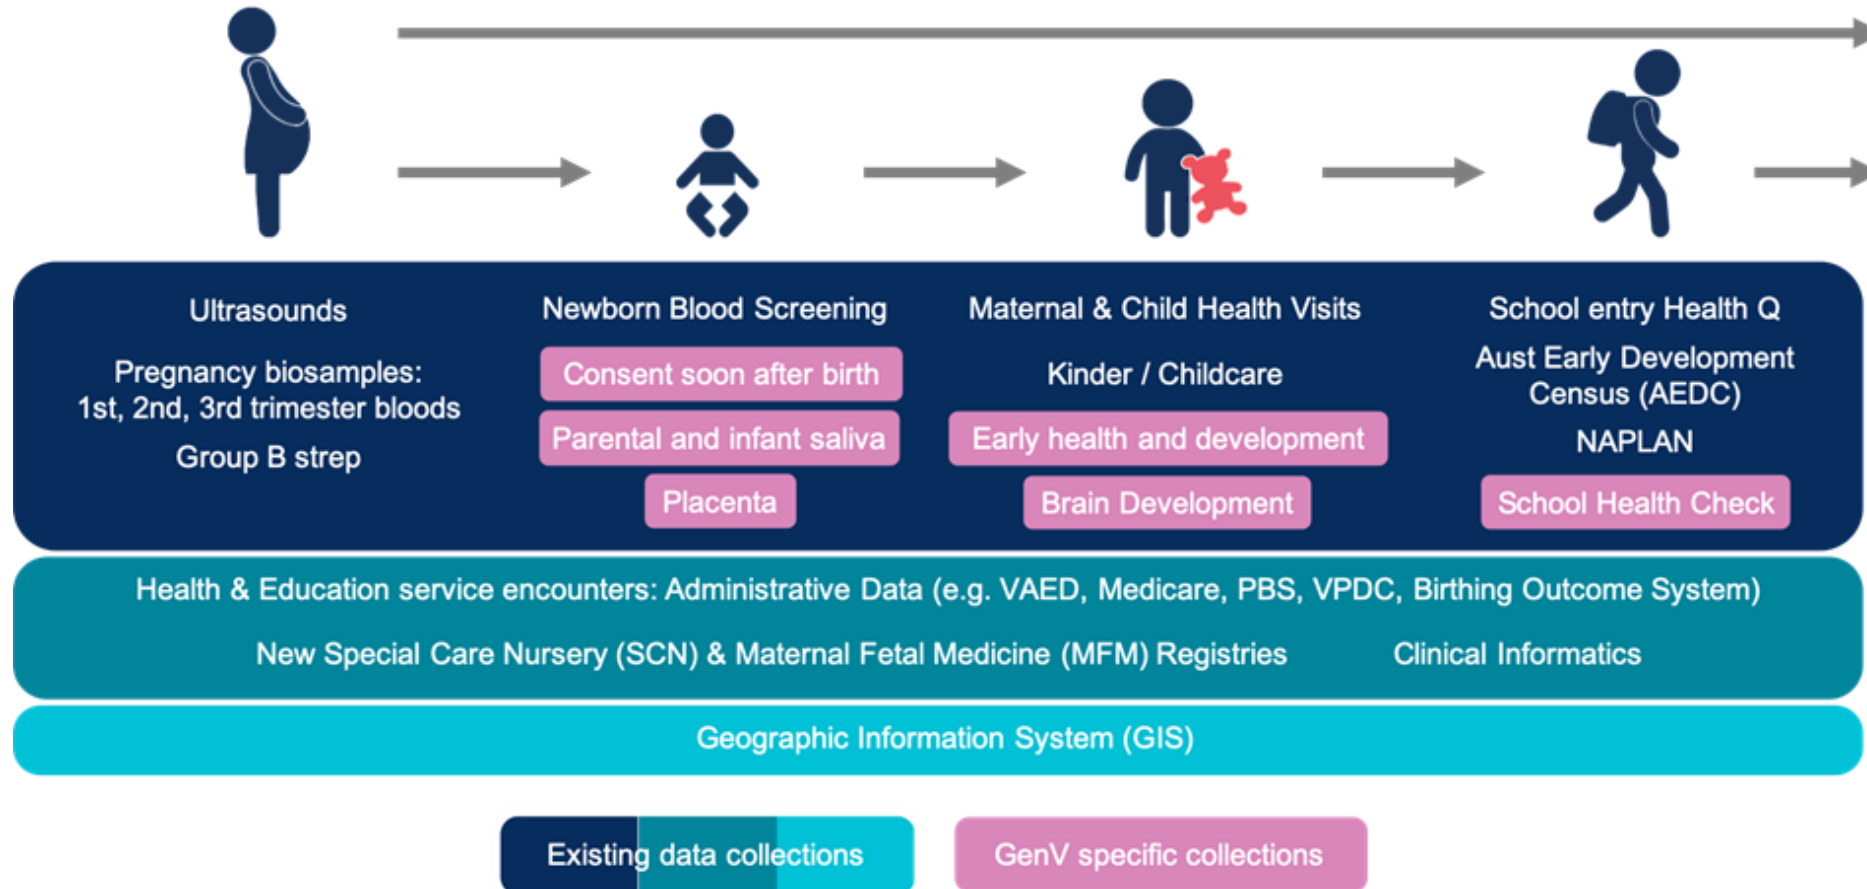 Ultrasounds
Pregnancy biosamples:
1st, 2nd, 3rd trimester bloods
Group B strep
Newborn Blood Screening
Consent soon after birth
Parental and infant saliva
Placenta
Maternal & Child Health Visits
Kinder / Childcare
Early health and development
Brain Development
School entry Health Q
Aust Early Development
Census (AEDC)
NAPLAN
School Health Check
Health & Education service encounters: Administrative Data (e.g. VAED, Medicare, PBS, VPDC, Birthing Outcome System)
New Special Care Nursery (SCN) & Maternal Fetal Medicine (MFM) Registries
Clinical Informatics
Geographic Information System (GIS)
Existing data collections
GenV specific collections